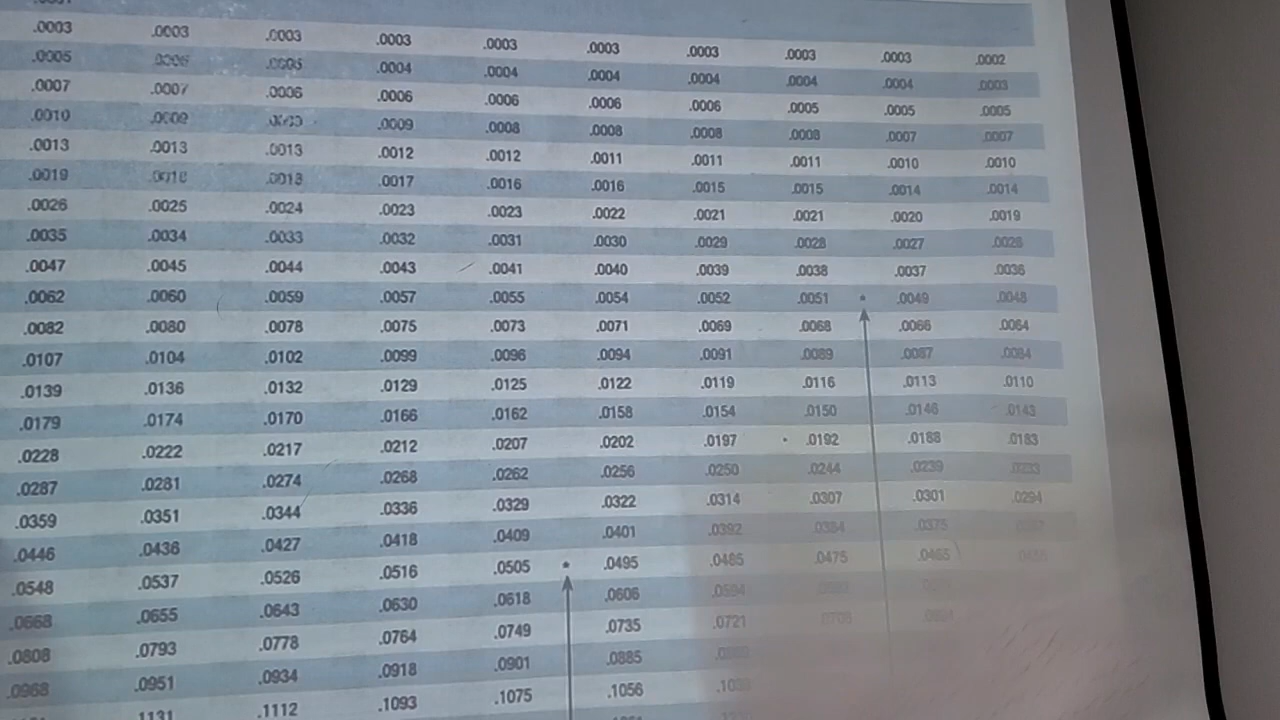 .0003 .0003 .0003 .0003 .0003 .0003 .0003 .0003 .0003 .0002
.0005 .0005 .0004 .0004 .0004 .0004 .0004 .0004 .0003
.0007 .0007 .0006 .0006 .0006 .0006 .0006 .0005 .0005 .0005
.0010 .0009 .0008 .0008 .0008 .0008 .0007 .0007
.0013 .0013 .0013 .0012 .0012 .0011 .0011 .0011 .0010 .0010
.0019 .0018 .0017 .0016 .0016 .0015 .0015 .0014 .0014
.0026 .0025 .0024 .0023 .0023 .0022 .0021 .0021 .0020 .0019
.0035 .0034 .0033 .0032 .0031 .0030 .0029 .0028 .0027 .0026
.0047 .0045 .0044 .0043 .0041 .0040 .0039 .0038 .0037 .0036
.0062 .0060 .0059 .0057 .0055 .0054 .0052 .0051 * .0049 .0048
.0082 .0080 .0078 .0075 .0073 .0071 .0069 .0068 .0066 .0064
.0107 .0104 .0102 .0099 .0096 .0094 .0091 .0089 .0087 .0084
.0139 .0136 .0132 .0129 .0125 .0122 .0119 .0116 .0113 .0110
.0179 .0174 .0170 .0166 .0162 .0158 .0154 .0150 .0146 .0143
.0228 .0222 .0217 .0212 .0207 .0202 .0197 .0192 .0188 .0183
.0287 .0281 .0274 .0268 .0262 .0256 .0250 .0244 .0239 .0233
.0359 .0351 .0344 .0336 .0329 .0322 .0314 .0307 .0301 .0294
.0446 .0436 .0427 .0418 .0409 .0401 .0392 .0384 .0375
.0548 .0537 .0526 .0516 .0505 * .0495 .0485 .0475 .0465
.0668 .0655 .0643 .0630 .0618 .0606 .0594
.0808 .0793 .0778 .0764 .0749 .0735 .0721 .0708
.0968 .0951 .0934 .0918 .0901 .0885
.1131 .1112 .1093 .1075 .1056